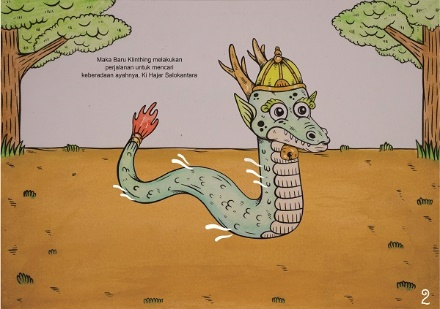 Maka Baru Klinthing melakukan
perjalanan untuk mencari
keberadaan ayahnya, Ki Hajar Salokantara
2